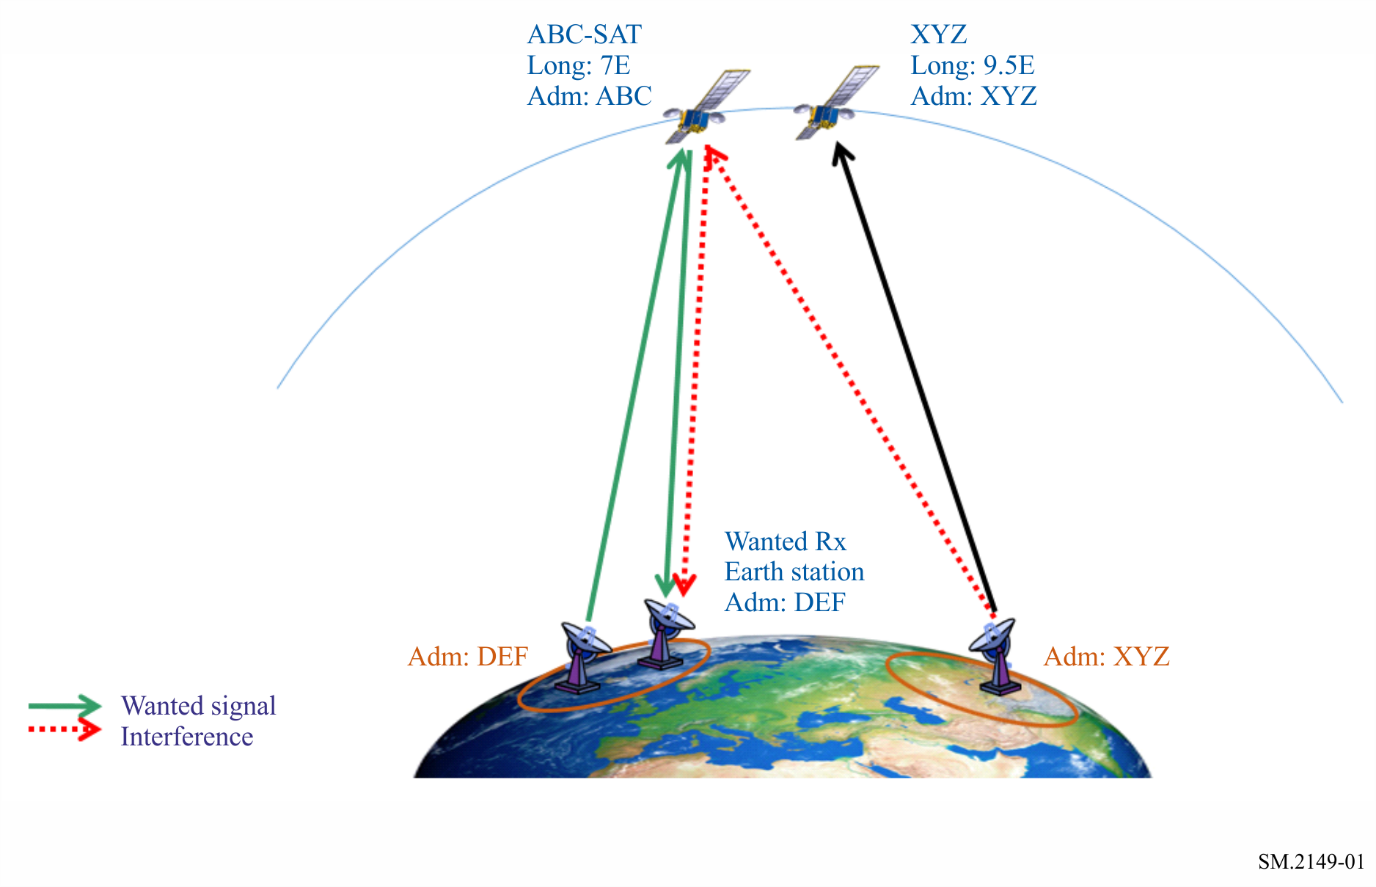 ABC-SAT
Long: 7E
Adm: ABC
XYZ
Long: 9.5E
Adm: XYZ
Wanted Rx
Earth station
Adm: DEF
Adm: DEF
Adm: XYZ
Wanted signal
Interference
SM.2149-01